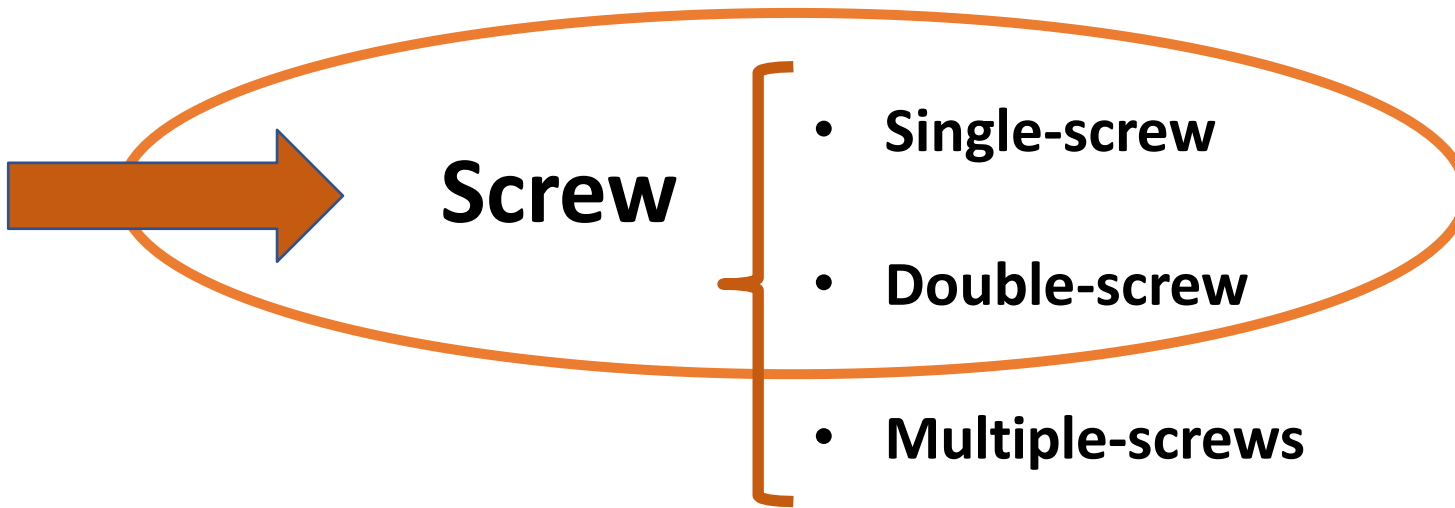 Screw
• Single-screw
• Double-screw
• Multiple-screws